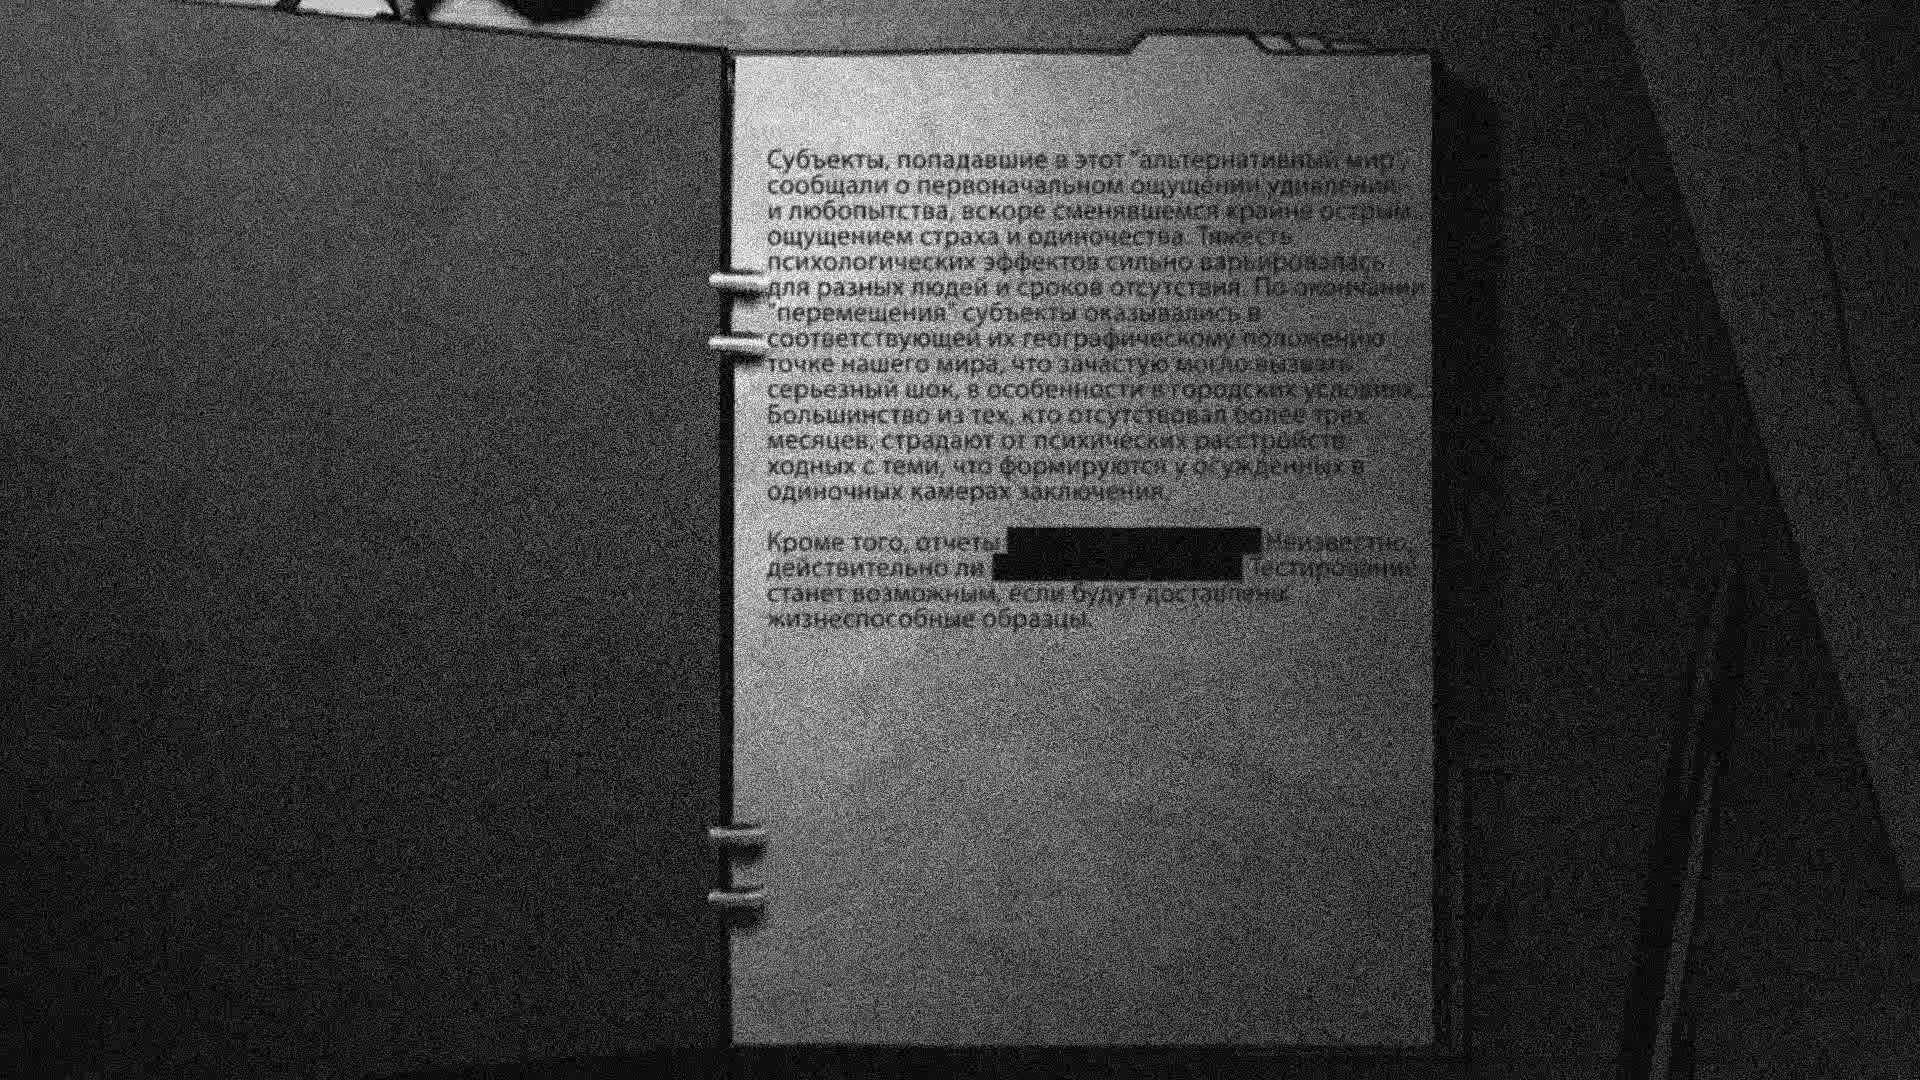 Субъекты, попадавшие в этот "альтернативный мир",
сообщали о первоначальном ощущении удивления
и любопытства, вскоре сменявшемся крайне острым
ощущением страха и одиночества. Тяжесть
психологических эффектов сильно варьировалась
для разных людей и сроков отсутствия. По окончании
"перемещения" субъекты оказывались в
соответствующей их географическому положению
точке нашего мира, что зачастую могло вызвать
серьезный шок, в особенности в городских условиях.
Большинство из тех, кто отсутствовал более трех
месяцев, страдают от психических расстройств
ходных с теми, что формируются у осужденных в
одиночных камерах заключения.
Кроме того, отчеты Неизвестно,
действительно ли Тестирование
станет возможным, если будут доставлены
жизнеспособные образцы.